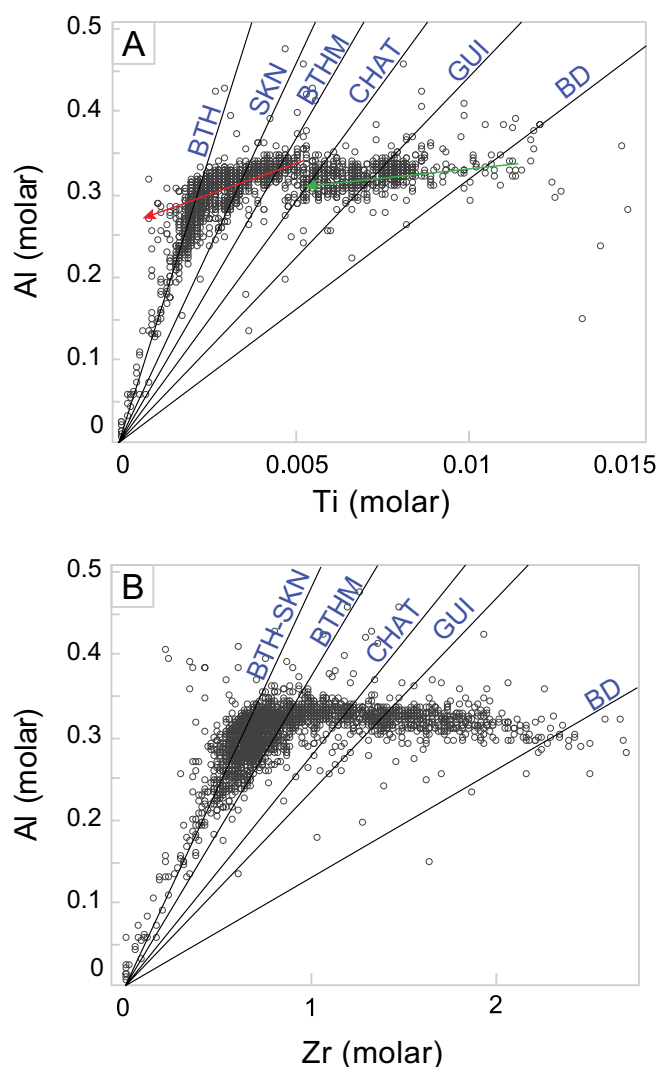 A
0.5
0.4
0.3
0.2
0.1
0
Al (molar)
BTH
SKN
BTHM
CHAT
GUI
BD
0
0.005
0.01
0.015
Ti (molar)
B
0.5
0.4
0.3
0.2
0.1
0
Al (molar)
BTH-SKN
BTHM
CHAT
GUI
BD
0
1
2
Zr (molar)